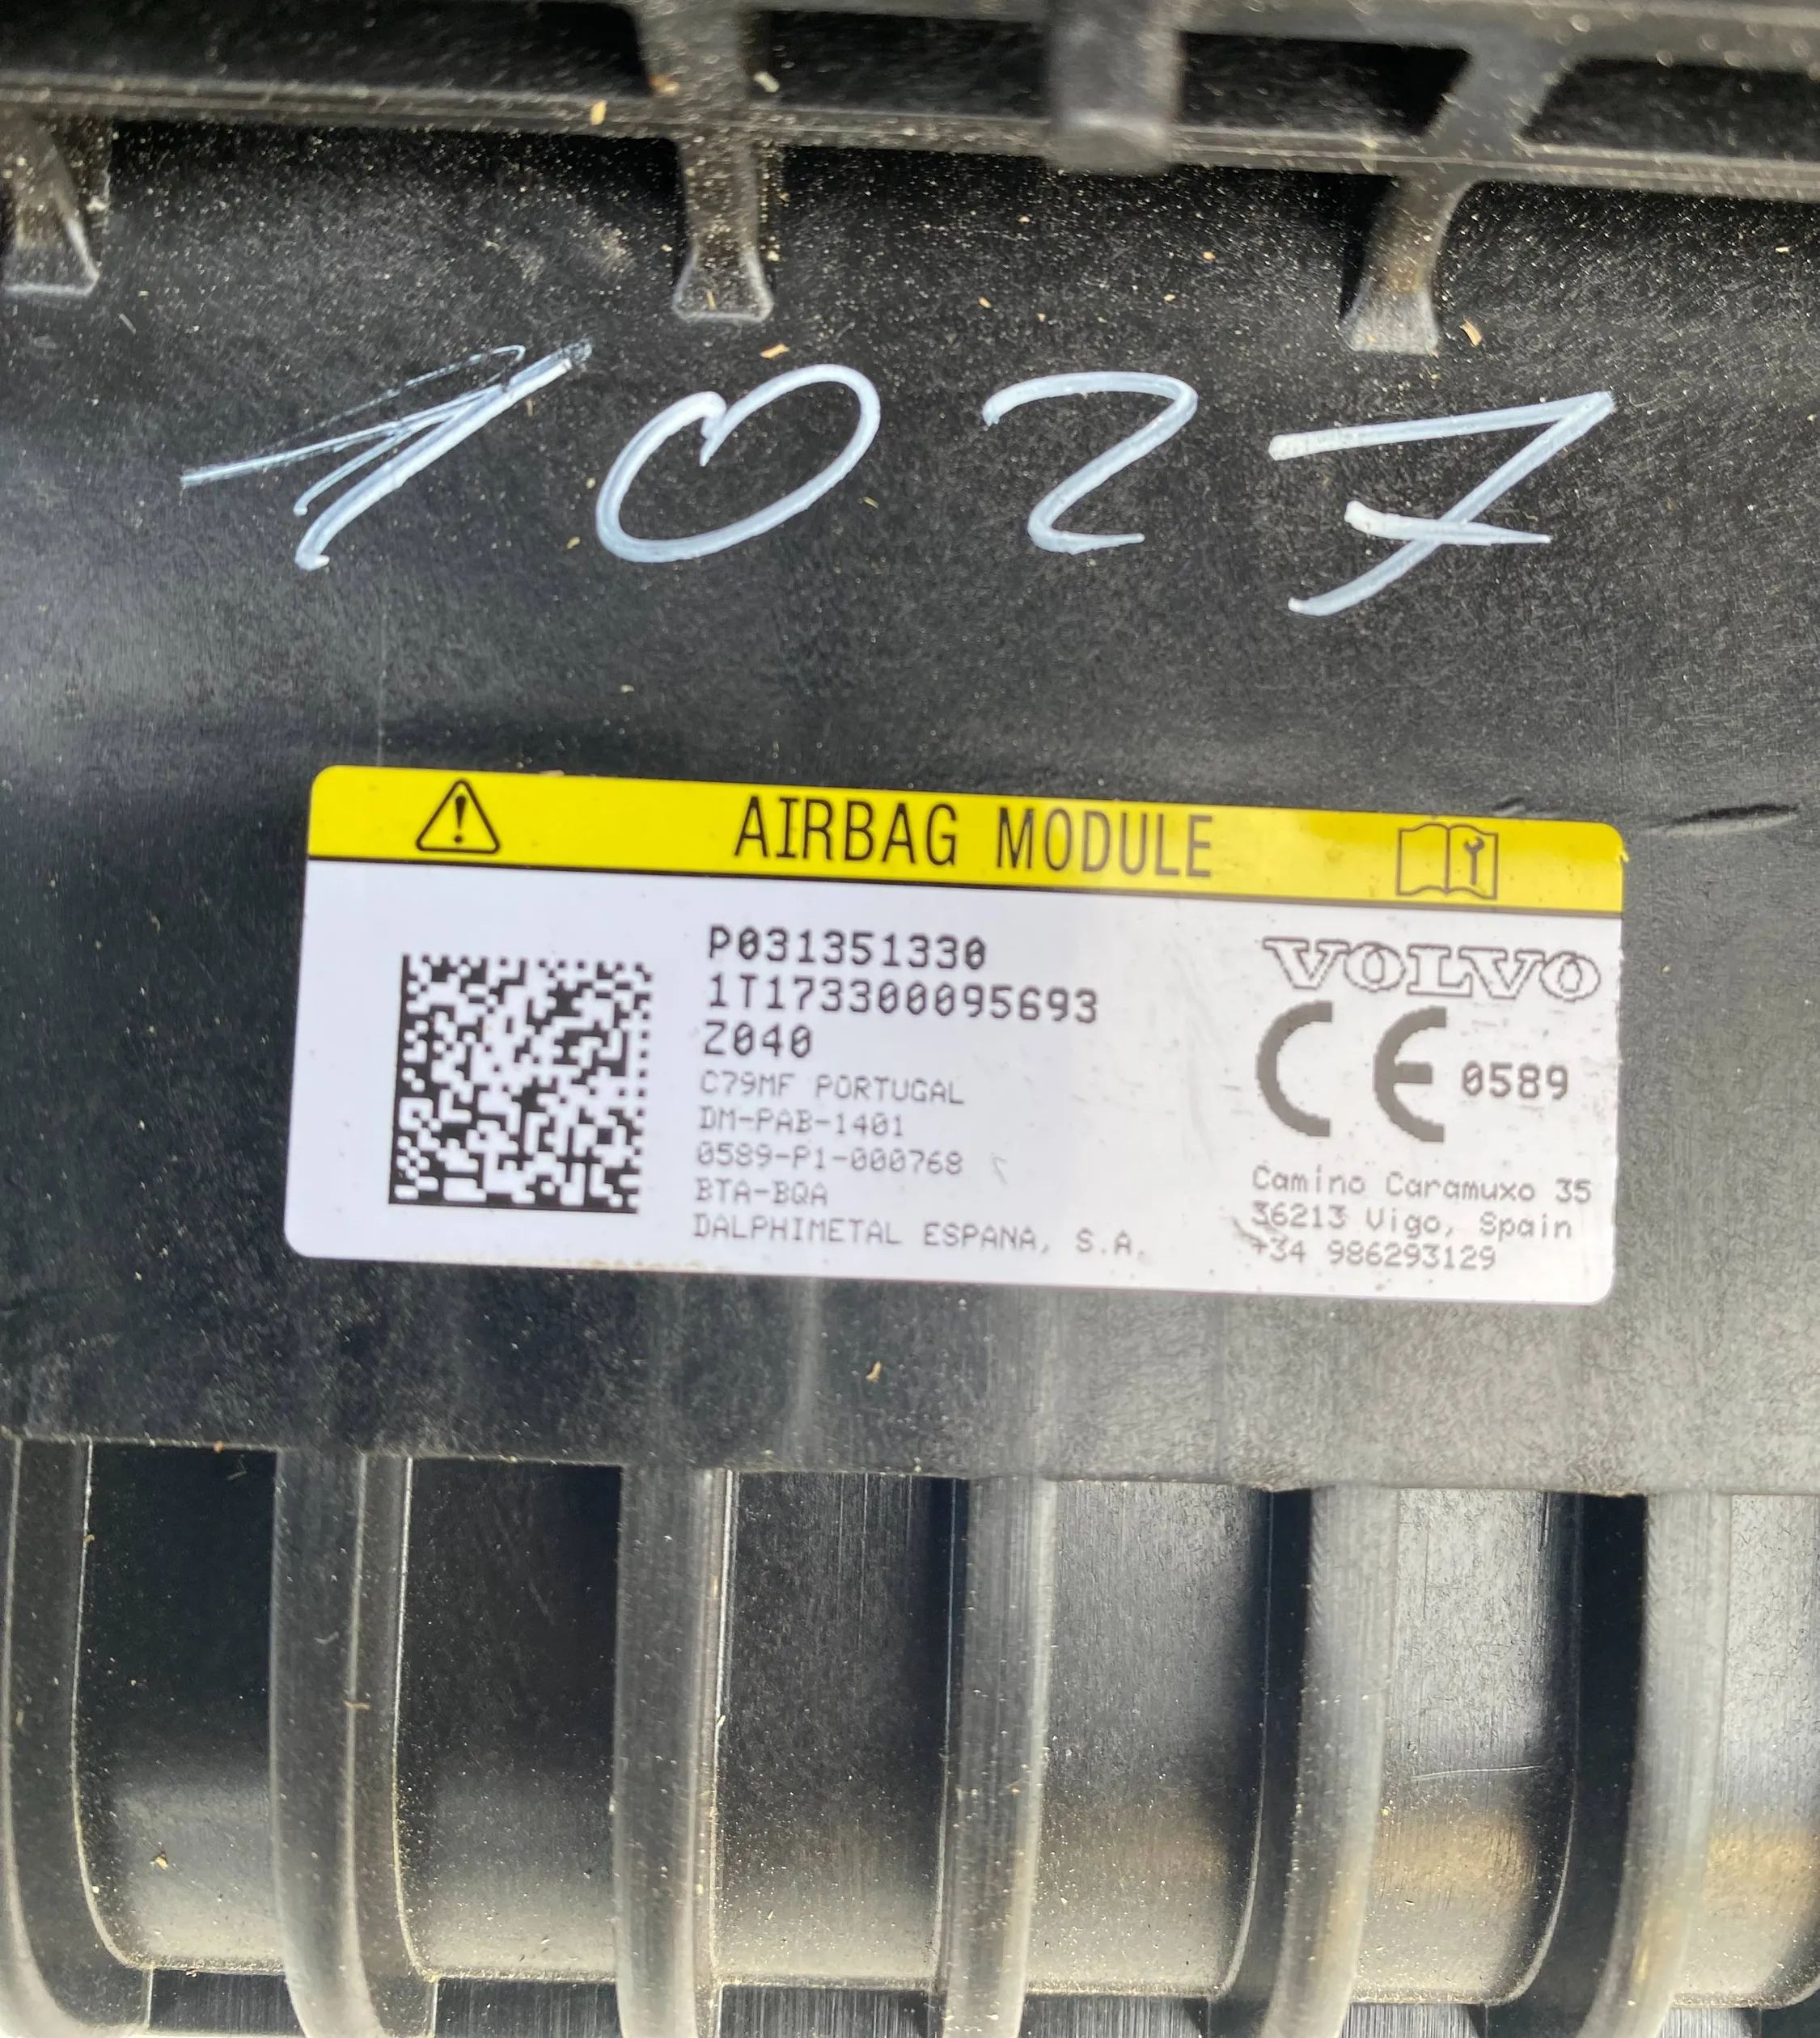 1027
AIRBAG MODULE
P031351330
1T173300095693
Z040
C79MF PORTUGAL
DM-PAB-1401
0589-P1-000768
BTA-BQA
DALPHIMETAL ESPANA, S.A.
VOLVO
CE 0589
Camino Caramuxo 35
36213 Vigo, Spain
+34 986293129